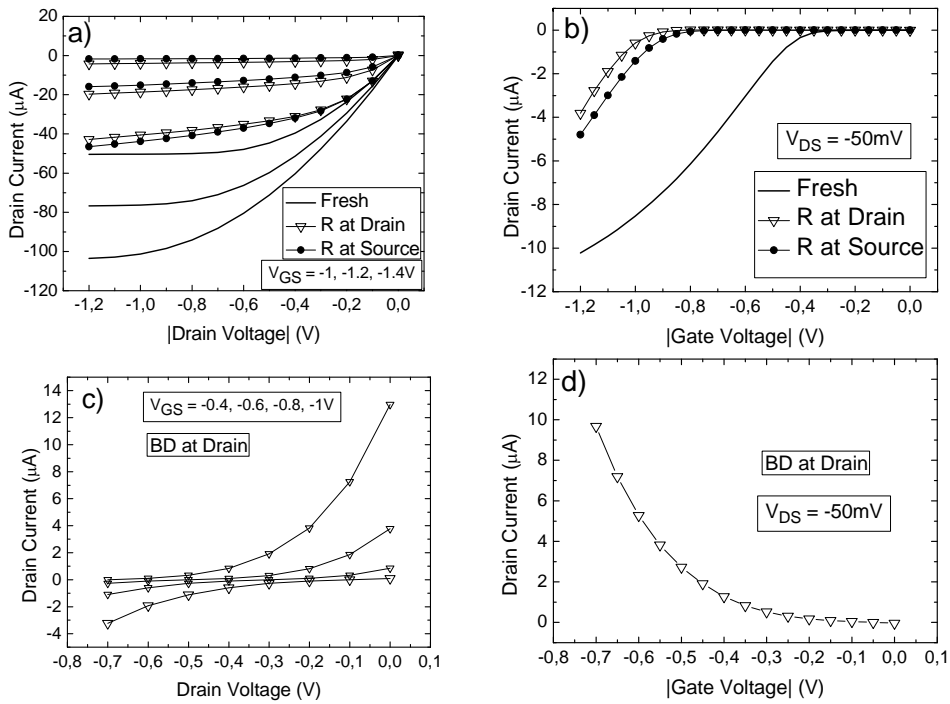 a)
20
0
-20
-40
-60
-80
-100
-120
Drain Current (μA)
Fresh
R at Drain
R at Source
V_GS = -1, -1.2, -1.4V
-1,2 -1,0 -0,8 -0,6 -0,4 -0,2 0,0
|Drain Voltage| (V)
b)
0
-2
-4
-6
-8
-10
-12
Drain Current (μA)
V_DS = -50mV
Fresh
R at Drain
R at Source
-1,2 -1,0 -0,8 -0,6 -0,4 -0,2 0,0
|Gate Voltage| (V)
c)
14
12
10
8
6
4
2
0
-2
-4
Drain Current (μA)
V_GS = -0.4, -0.6, -0.8, -1V
BD at Drain
-0,8 -0,7 -0,6 -0,5 -0,4 -0,3 -0,2 -0,1 0,0 0,1
Drain Voltage (V)
d)
12
10
8
6
4
2
0
Drain Current (μA)
BD at Drain
V_DS = -50mV
-0,8 -0,7 -0,6 -0,5 -0,4 -0,3 -0,2 -0,1 0,0 0,1
|Gate Voltage| (V)